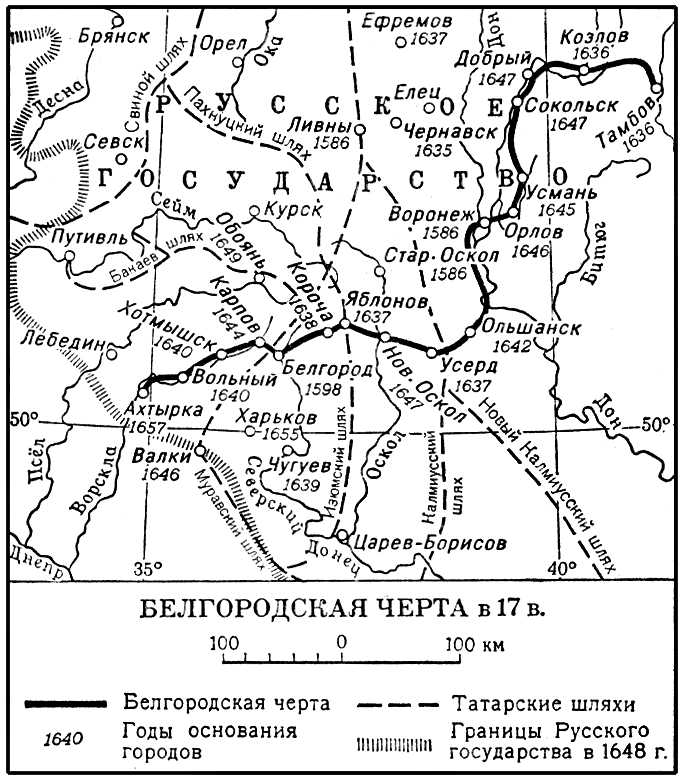 Брянск
Орел
Ока
Ефремов
1637
Дон
Козлов
1636
Добрый
1647
Десна
Свиной шлях
РУССКОЕ
Елец
Сокольск
1647
Тамбов
1636
Пахнуцкий шлях
Ливны
1586
Чернавск
1635
Севск
ГОСУДАРСТВО
Усмань
1645
Сейм
Курск
Воронеж
1586
Орлов
1646
Битюг
Путивль
Бакаев шлях
Обоянь
1649
Стар. Оскол
1586
Короча
1638
Яблонов
1637
Карпов
1644
Хотмышск
1640
Лебедин
Ольшанск
1642
Вольный
1640
Белгород
1598
Нов. Оскол
1647
Усерд
1637
Дон
50°
50°
Ахтырка
1657
Харьков
1655
Валки
1646
Чугуев
1639
Псёл
Ворскла
Муравский шлях
Северский
Донец
Изюмский шлях
Оскол
Калмиусский
шлях
Новый Калмиусский шлях
Царев-Борисов
Днепр
35°
40°
БЕЛГОРОДСКАЯ ЧЕРТА в 17 в.
100 0 100 км
Белгородская черта
Татарские шляхи
1640 Годы основания
городов
Границы Русского
государства в 1648 г.